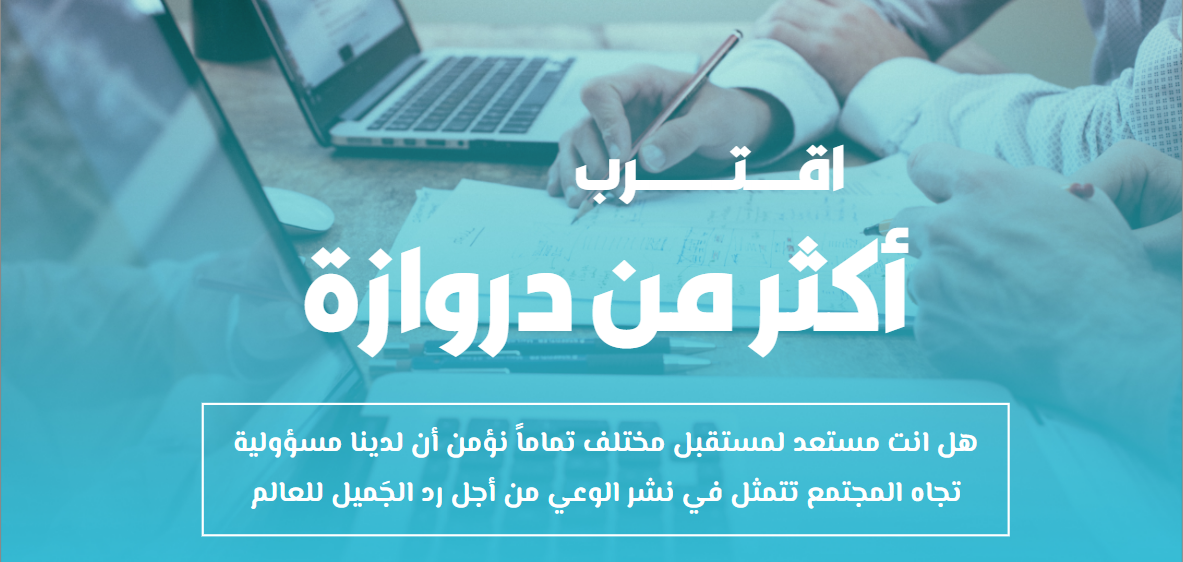 اقتــــرب
أكثر من دروازة
هل انت مستعد لمستقبل مختلف تماماً نؤمن أن لدينا مسؤولية
تجاه المجتمع تتمثل في نشر الوعي من أجل رد الجَميل للعالم